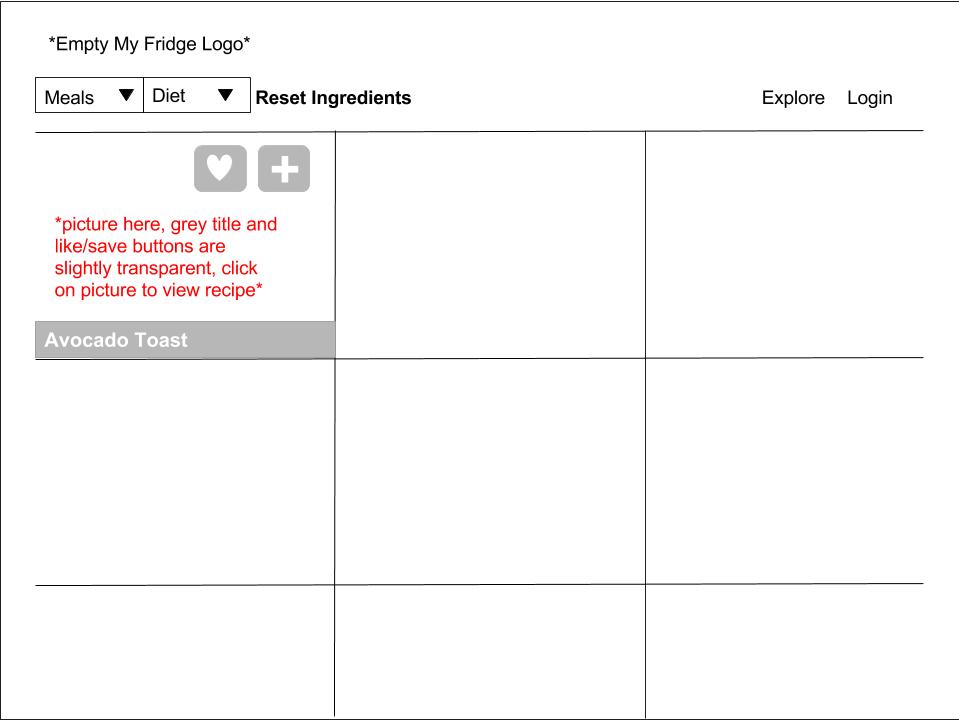 *Empty My Fridge Logo*
Meals Diet Reset Ingredients Explore Login
*picture here, grey title and
like/save buttons are
slightly transparent, click
on picture to view recipe*
Avocado Toast